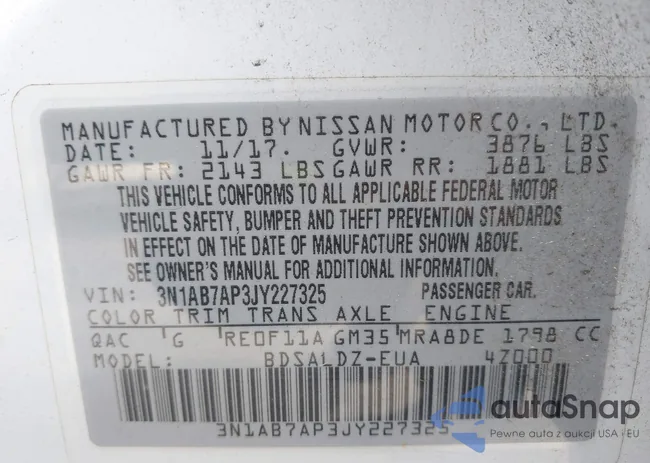 MANUFACTURED BY NISSAN MOTOR CO., LTD.
DATE: 11/17. GVWR: 3876 LBS
GAWR FR: 2143 LBS GAWR RR: 1881 LBS
THIS VEHICLE CONFORMS TO ALL APPLICABLE FEDERAL MOTOR
VEHICLE SAFETY, BUMPER AND THEFT PREVENTION STANDARDS
IN EFFECT ON THE DATE OF MANUFACTURE SHOWN ABOVE.
SEE OWNER'S MANUAL FOR ADDITIONAL INFORMATION.
VIN: 3N1AB7AP3JY227325 PASSENGER CAR.
COLOR TRIM TRANS AXLE ENGINE
QAC G RE0F11A GM35 MRA8DE 1798 CC
MODEL: BDSALDZ-EUA 4Z000
3N1AB7AP3JY227325
autoSnap
Pewne auta z aukcji USA i EU